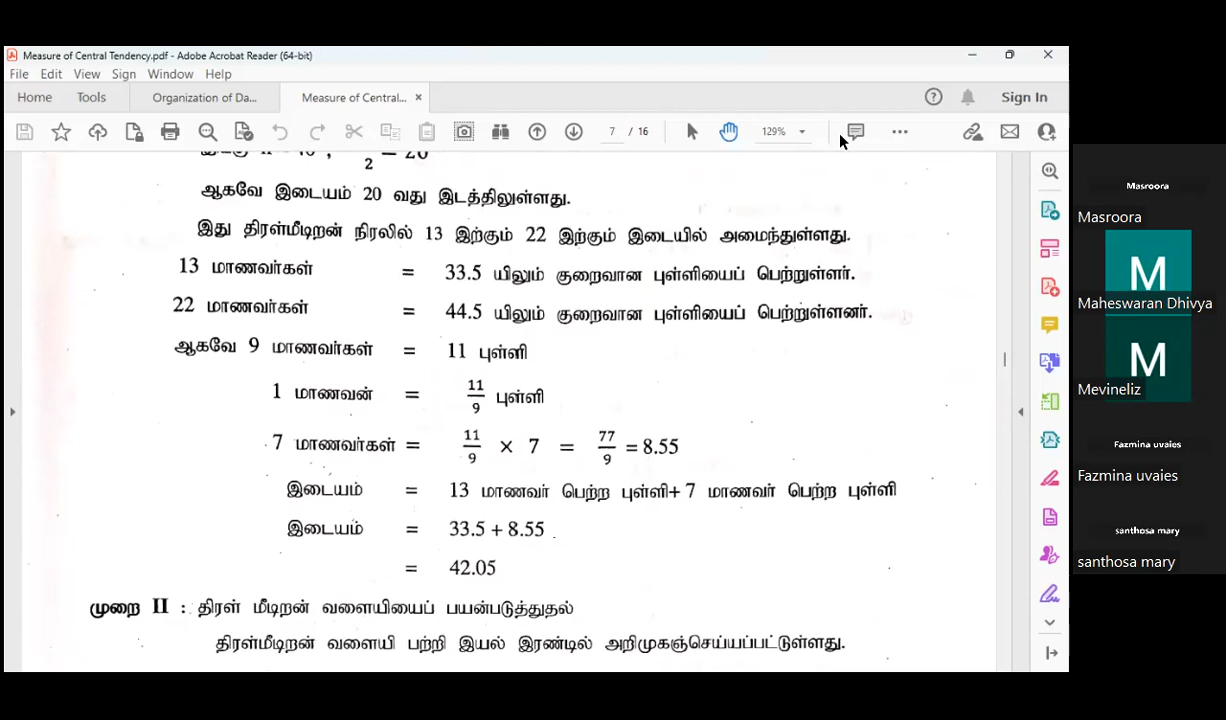 Measure of Central Tendency.pdf - Adobe Acrobat Reader (64-bit)
File Edit View Sign Window Help
Home Tools Organization of Da... Measure of Central... × Sign In
7 / 16 129%
2 = 20
ஆகவே இடையம் 20 வது இடத்திலுள்ளது.
இது திரள்மீடிறன் நிரலில் 13 இற்கும் 22 இற்கும் இடையில் அமைந்துள்ளது.
13 மாணவர்கள் = 33.5 யிலும் குறைவான புள்ளியைப் பெற்றுள்ளர்.
22 மாணவர்கள் = 44.5 யிலும் குறைவான புள்ளியைப் பெற்றுள்ளனர்.
ஆகவே 9 மாணவர்கள் = 11 புள்ளி
1 மாணவன் = 11/9 புள்ளி
7 மாணவர்கள் = 11/9 × 7 = 77/9 = 8.55
இடையம் = 13 மாணவர் பெற்ற புள்ளி+ 7 மாணவர் பெற்ற புள்ளி
இடையம் = 33.5 + 8.55
= 42.05
முறை II : திரள் மீடிறன் வளையியைப் பயன்படுத்துதல்
திரள்மீடிறன் வளையி பற்றி இயல் இரண்டில் அறிமுகஞ்செய்யப்பட்டுள்ளது.
Masroora
Masroora
M
Maheswaran Dhivya
M
Mevineliz
Fazmina uvaies
Fazmina uvaies
santhosa mary
santhosa mary